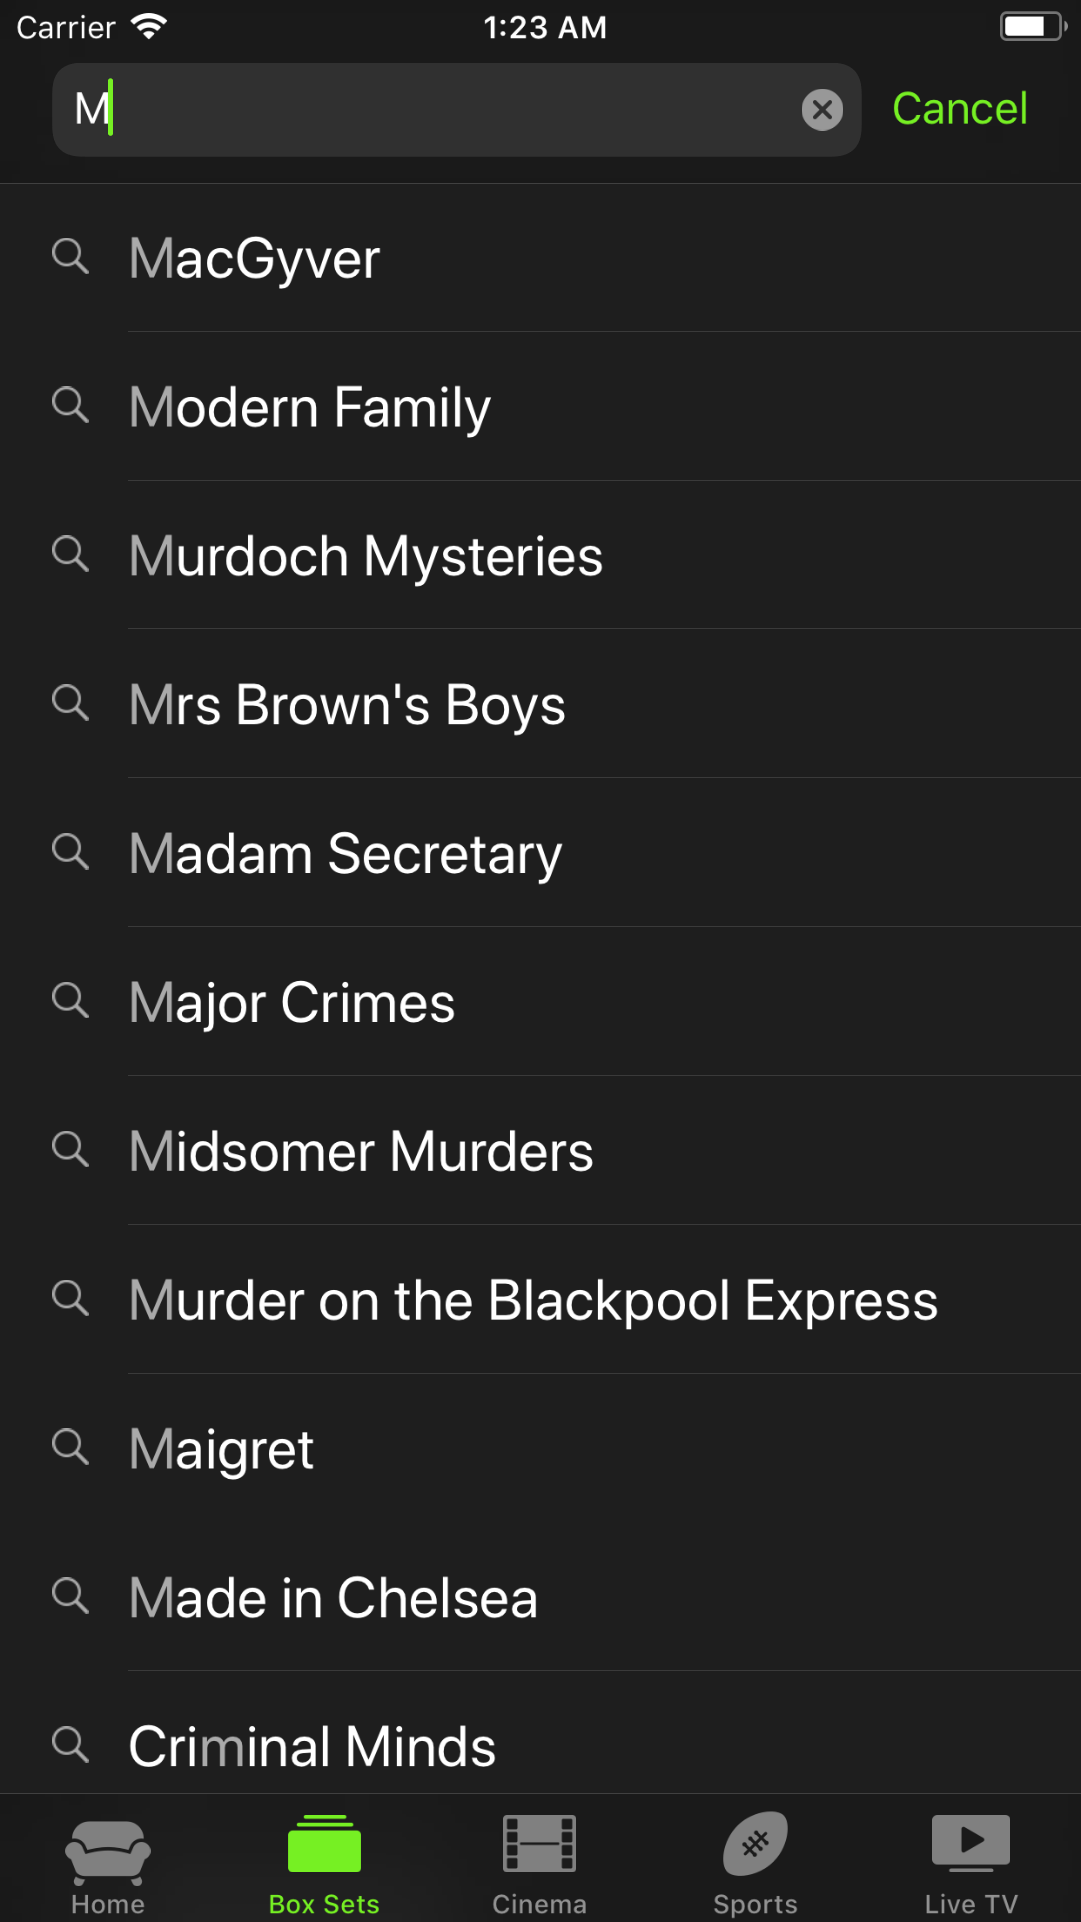 Carrier 1:23 AM
M Cancel
MacGyver
Modern Family
Murdoch Mysteries
Mrs Brown's Boys
Madam Secretary
Major Crimes
Midsomer Murders
Murder on the Blackpool Express
Maigret
Made in Chelsea
Criminal Minds
Home Box Sets Cinema Sports Live TV